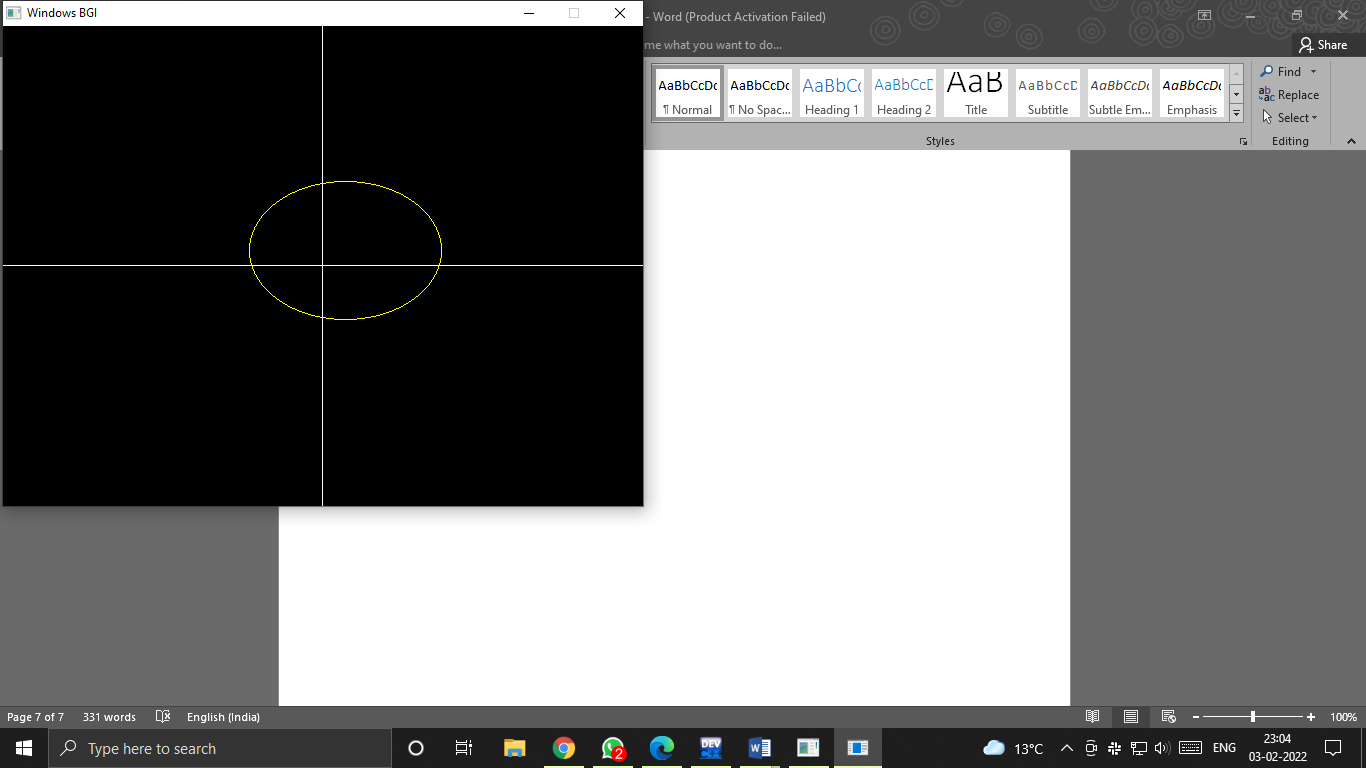 Windows BGI
- Word (Product Activation Failed)
me what you want to do...
Share
AaBbCcDc AaBbCcDc AaBbCc AaBbCcD AaB AaBbCcD AaBbCcDc AaBbCcDc
¶ Normal ¶ No Spac... Heading 1 Heading 2 Title Subtitle Subtle Em... Emphasis
Styles
Find
Replace
Select
Editing
Page 7 of 7 331 words English (India) 100%
Type here to search
2
DEV
13°C
ENG
23:04
03-02-2022